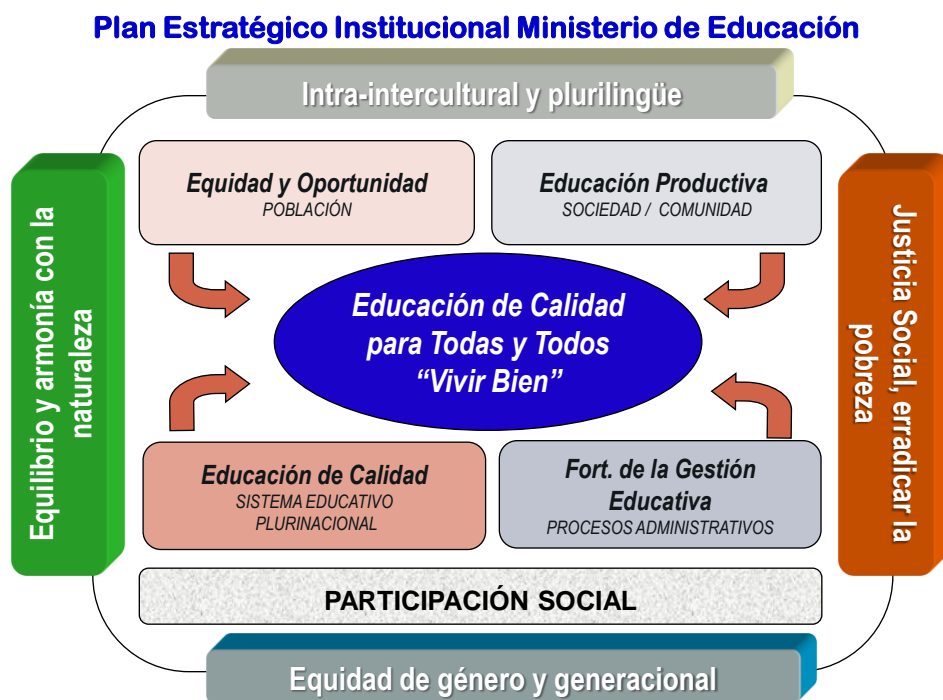 Plan Estratégico Institucional Ministerio de Educación
Intra-intercultural y plurilingüe
Equilibrio y armonía con la
naturaleza
Equidad y Oportunidad
POBLACIÓN
Educación Productiva
SOCIEDAD / COMUNIDAD
Justicia Social, erradicar la
pobreza
Educación de Calidad
para Todas y Todos
“Vivir Bien”
Educación de Calidad
SISTEMA EDUCATIVO
PLURINACIONAL
Fort. de la Gestión
Educativa
PROCESOS ADMINISTRATIVOS
PARTICIPACIÓN SOCIAL
Equidad de género y generacional